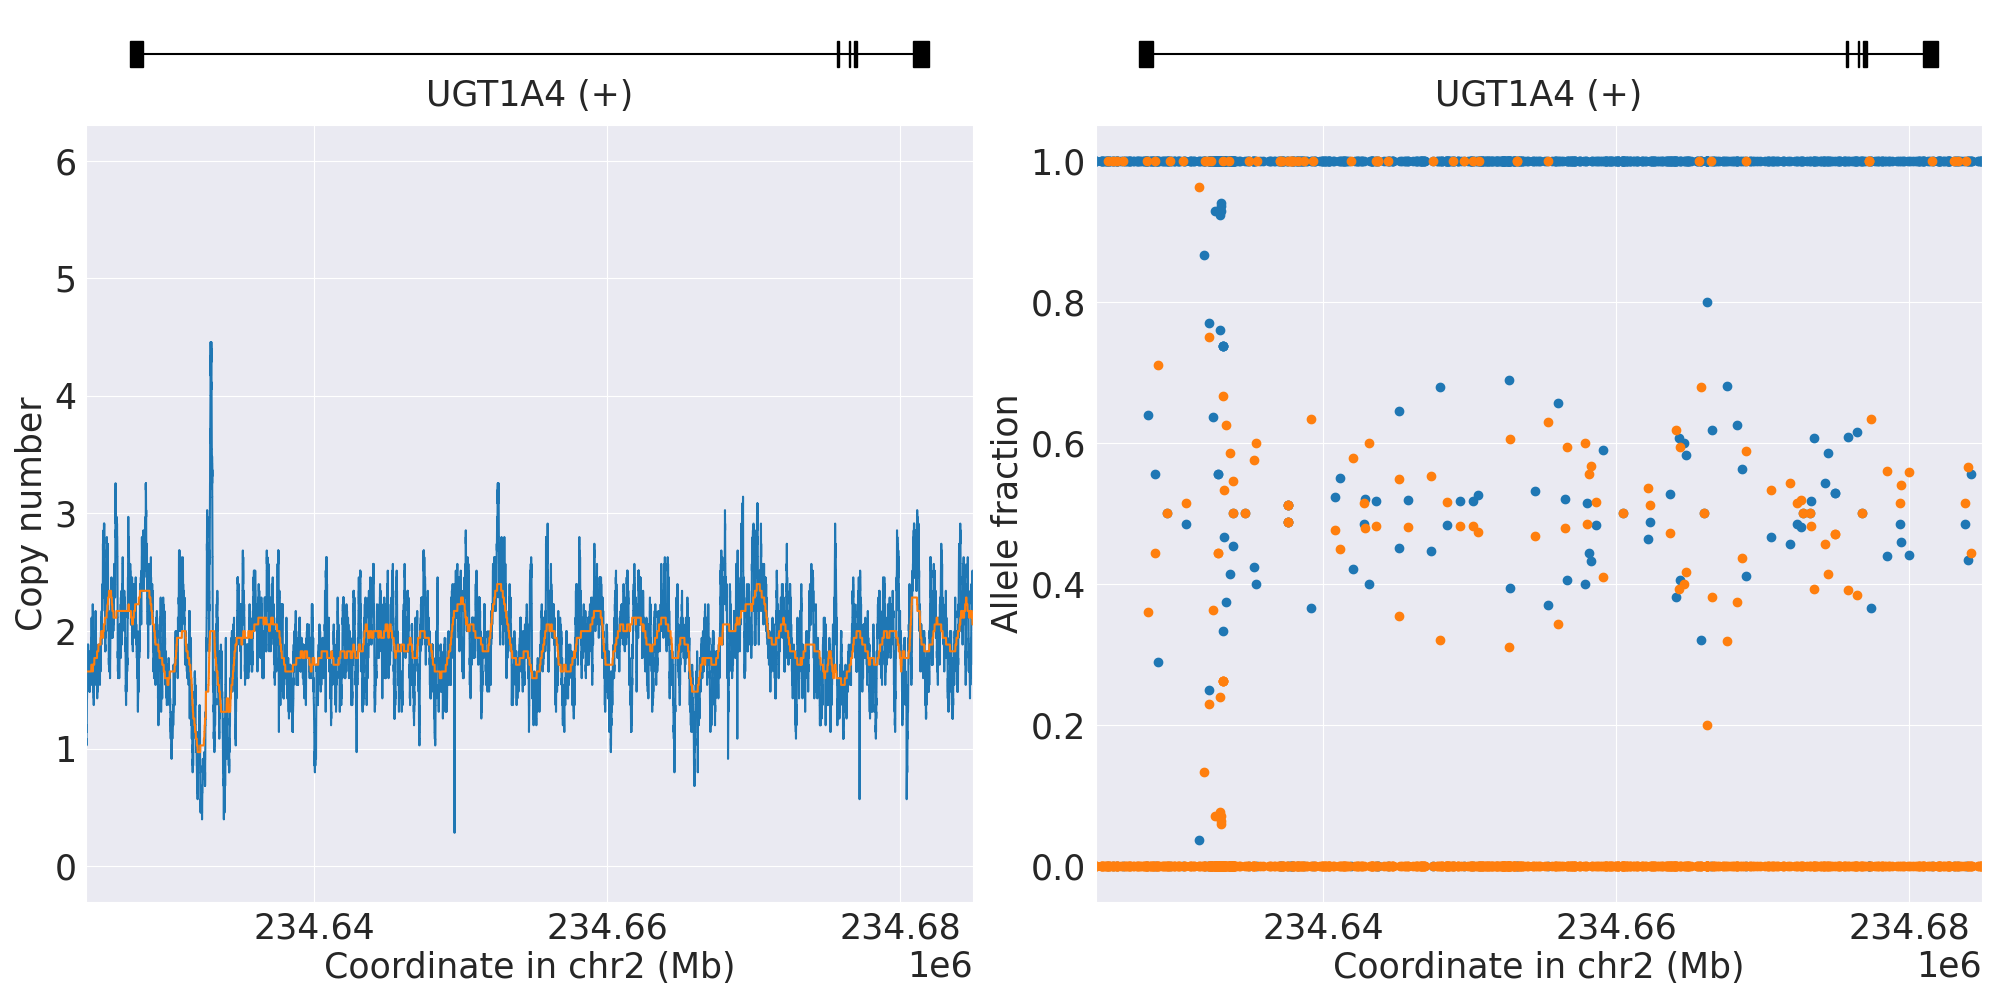 UGT1A4 (+)
Copy number
6
5
4
3
2
1
0
234.64
234.66
234.68
Coordinate in chr2 (Mb)
1e6
UGT1A4 (+)
Allele fraction
1.0
0.8
0.6
0.4
0.2
0.0
234.64
234.66
234.68
Coordinate in chr2 (Mb)
1e6